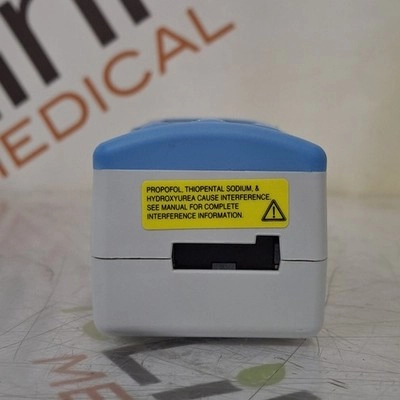 MEDICAL
PROPOFOL, THIOPENTAL SODIUM, &
HYDROXYUREA CAUSE INTERFERENCE.
SEE MANUAL FOR COMPLETE
INTERFERENCE INFORMATION.